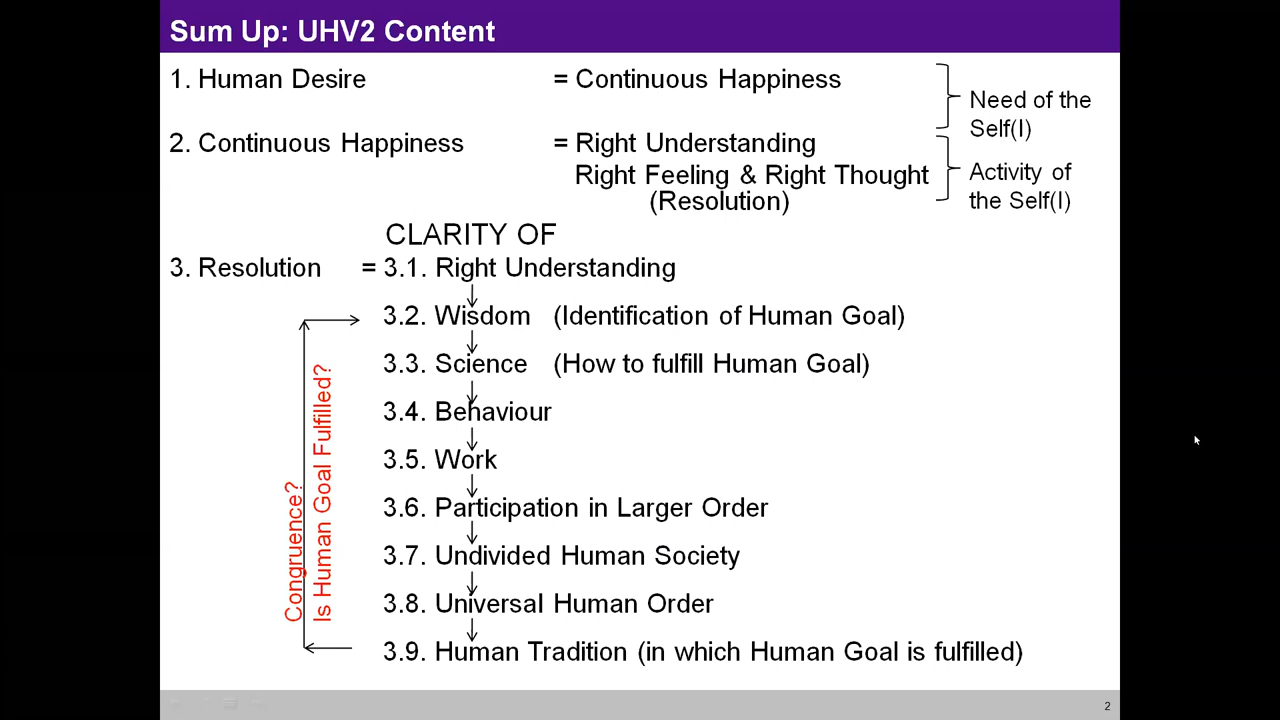 Sum Up: UHV2 Content
1. Human Desire = Continuous Happiness
Need of the
Self(I)
2. Continuous Happiness = Right Understanding
Right Feeling & Right Thought
(Resolution)
Activity of
the Self(I)
CLARITY OF
3. Resolution = 3.1. Right Understanding
3.2. Wisdom (Identification of Human Goal)
3.3. Science (How to fulfill Human Goal)
3.4. Behaviour
3.5. Work
3.6. Participation in Larger Order
3.7. Undivided Human Society
3.8. Universal Human Order
3.9. Human Tradition (in which Human Goal is fulfilled)
Congruence?
Is Human Goal Fulfilled?
2